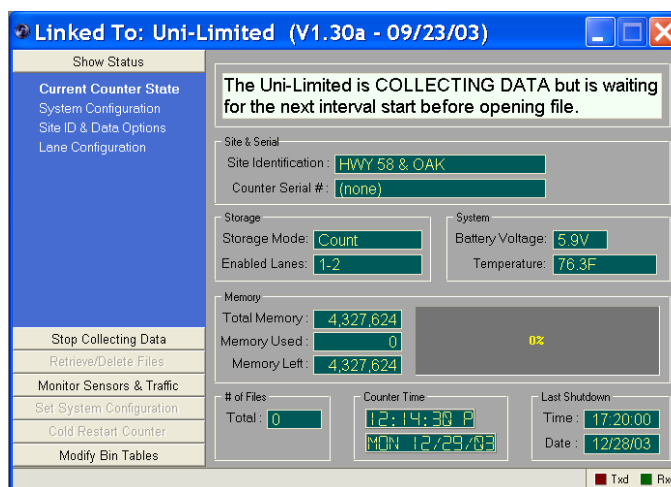 Linked To: Uni-Limited (V1.30a - 09/23/03)
Show Status
Current Counter State
System Configuration
Site ID & Data Options
Lane Configuration
Stop Collecting Data
Retrieve/Delete Files
Monitor Sensors & Traffic
Set System Configuration
Cold Restart Counter
Modify Bin Tables
The Uni-Limited is COLLECTING DATA but is waiting
for the next interval start before opening file.
Site & Serial
Site Identification : HWY 58 & OAK
Counter Serial # : (none)
Storage
Storage Mode: Count
Enabled Lanes: 1-2
System
Battery Voltage: 5.9V
Temperature: 76.3F
Memory
Total Memory : 4,327,624
Memory Used : 0
Memory Left : 4,327,624
0%
# of Files
Total : 0
Counter Time
12:14:30 P
MON 12/29/03
Last Shutdown
Time : 17:20:00
Date : 12/28/03
Txd Rx